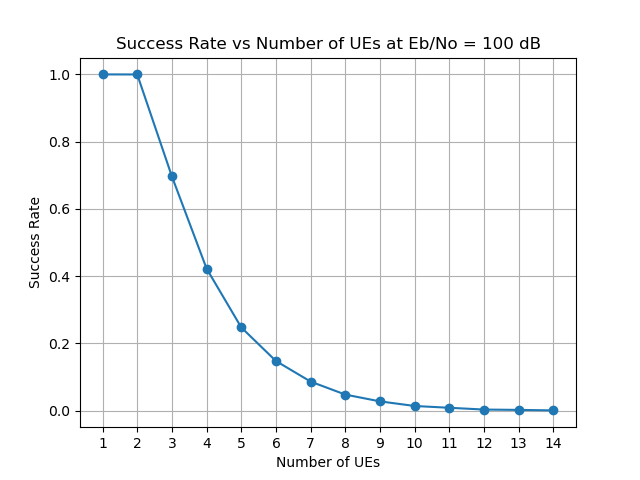 Success Rate vs Number of UEs at Eb/No = 100 dB
1.0
0.8
0.6
0.4
0.2
0.0
Success Rate
1 2 3 4 5 6 7 8 9 10 11 12 13 14
Number of UEs